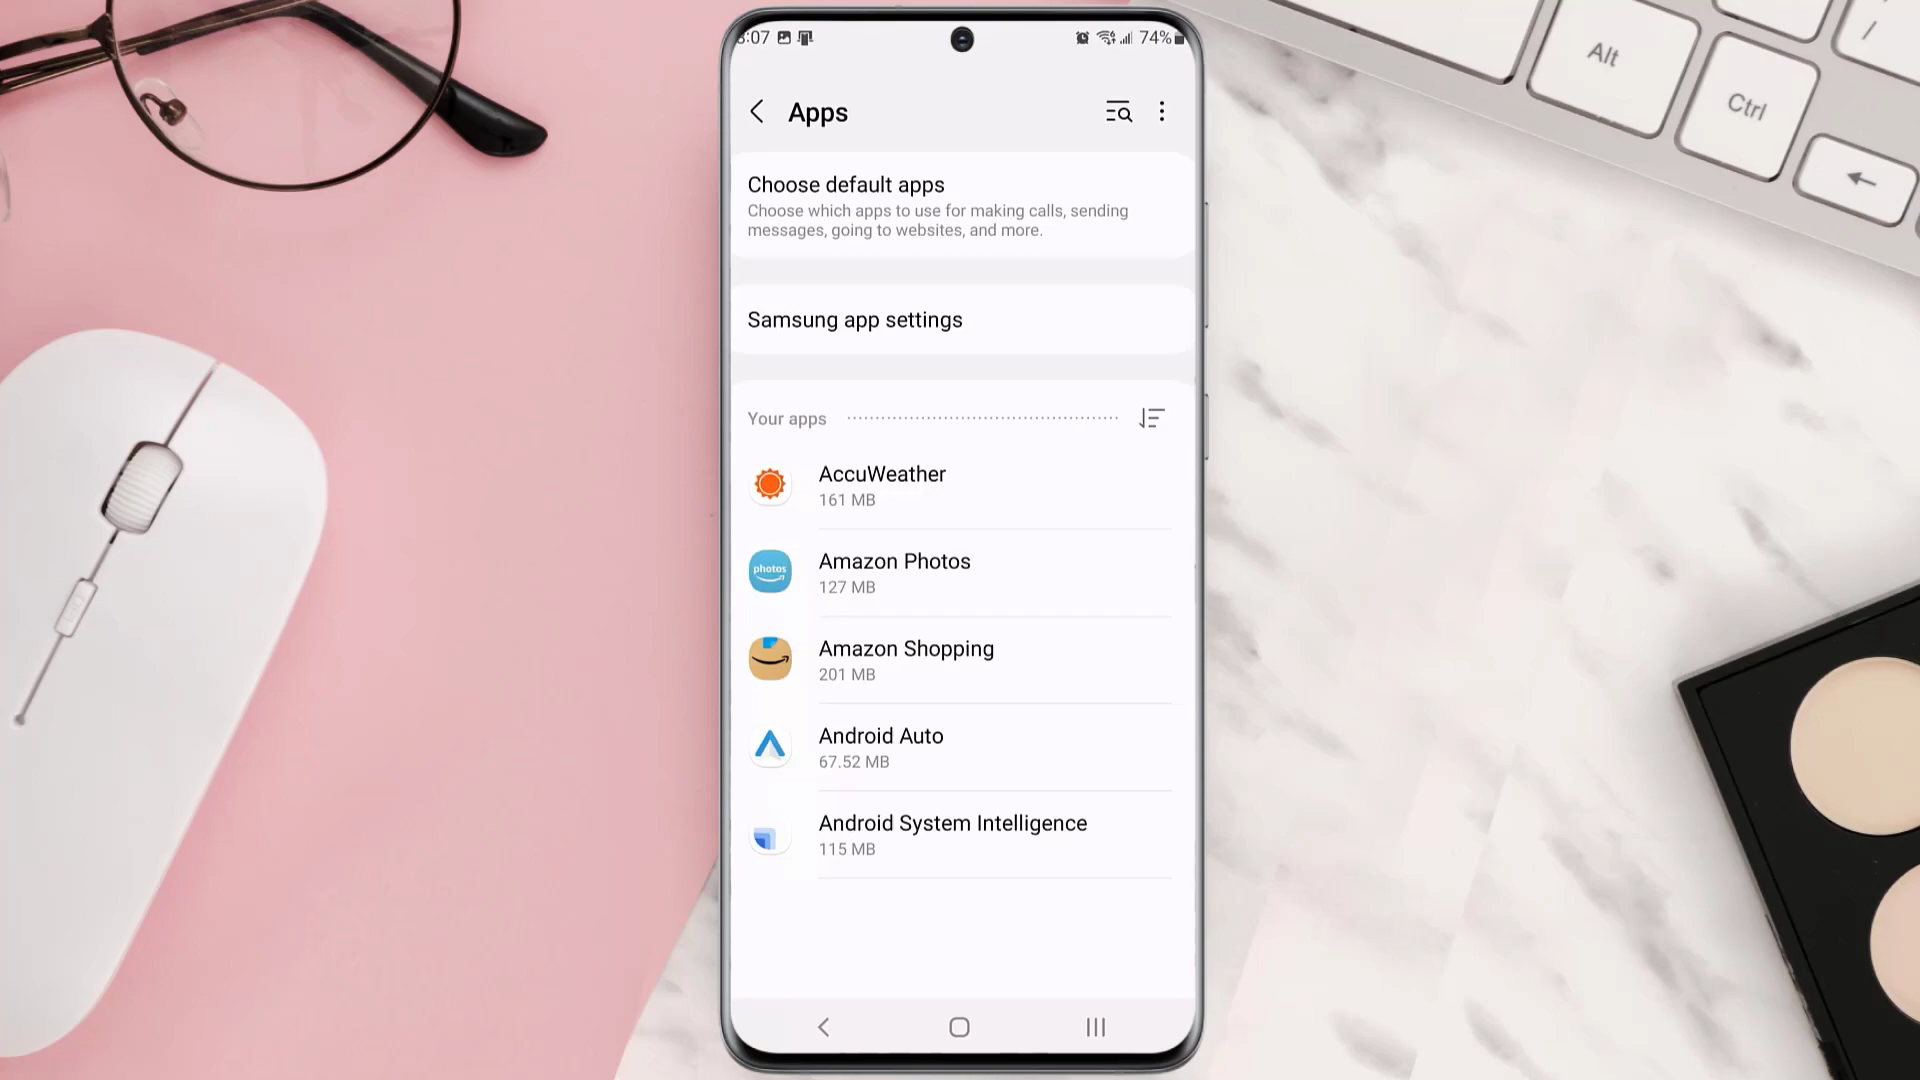 :07
74%
Apps
Choose default apps
Choose which apps to use for making calls, sending
messages, going to websites, and more.
Samsung app settings
Your apps
AccuWeather
161 MB
photos
Amazon Photos
127 MB
Amazon Shopping
201 MB
Android Auto
67.52 MB
Android System Intelligence
115 MB
Alt
Ctrl
/